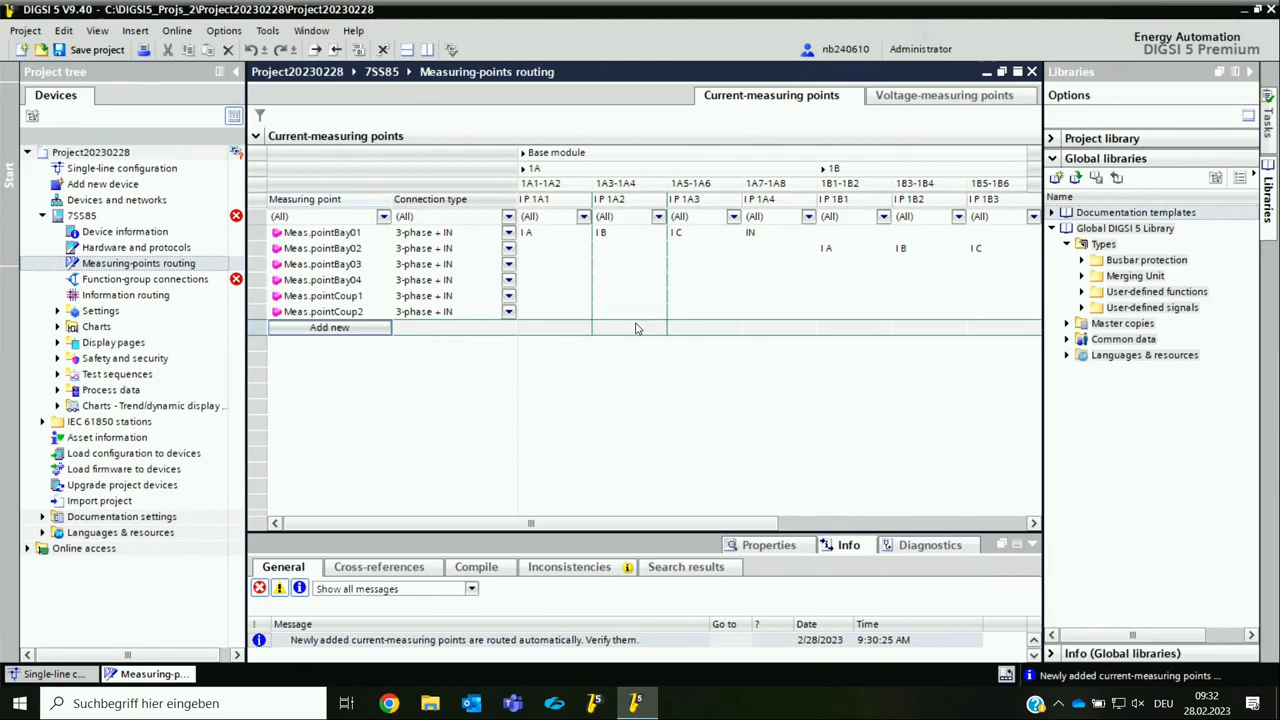 DIGSI 5 V9.40 - C:\DIGSI5_Projs_2\Project20230228\Project20230228
Project Edit View Insert Online Options Tools Window Help
Energy Automation
DIGSI 5 Premium
Save project
nb240610 Administrator
Project tree
Devices
Project20230228
Single-line configuration
Add new device
Devices and networks
7SS85
Device information
Hardware and protocols
Measuring-points routing
Function-group connections
Information routing
Settings
Charts
Display pages
Safety and security
Test sequences
Process data
Charts - Trend/dynamic display ...
IEC 61850 stations
Asset information
Load configuration to devices
Load firmware to devices
Upgrade project devices
Import project
Documentation settings
Languages & resources
Online access
Start
Project20230228 7SS85 Measuring-points routing
Current-measuring points Voltage-measuring points
Current-measuring points
Base module
1A 1B
1A1-1A2 1A3-1A4 1A5-1A6 1A7-1A8 1B1-1B2 1B3-1B4 1B5-1B6
Measuring point Connection type I P 1A1 I P 1A2 I P 1A3 I P 1A4 I P 1B1 I P 1B2 I P 1B3
(All) (All) (All) (All) (All) (All) (All) (All) (All)
Meas.pointBay01 3-phase + IN I A I B I C IN
Meas.pointBay02 3-phase + IN I A I B I C
Meas.pointBay03 3-phase + IN
Meas.pointBay04 3-phase + IN
Meas.pointCoup1 3-phase + IN
Meas.pointCoup2 3-phase + IN
Add new
Properties Info Diagnostics
General Cross-references Compile Inconsistencies Search results
Show all messages
! Message Go to ? Date Time
Newly added current-measuring points are routed automatically. Verify them. 2/28/2023 9:30:25 AM
Libraries
Options
Project library
Global libraries
Name
Documentation templates
Global DIGSI 5 Library
Types
Busbar protection
Merging Unit
User-defined functions
User-defined signals
Master copies
Common data
Languages & resources
Info (Global libraries)
Tasks
Libraries
Single-line c... Measuring-p...
Newly added current-measuring points ...
Suchbegriff hier eingeben
DEU
09:32
28.02.2023